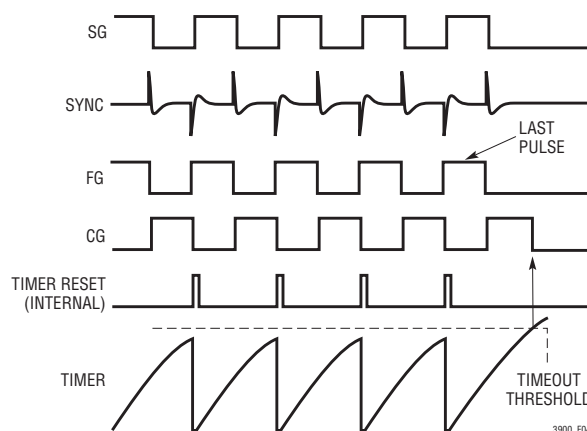 SG
SYNC
LAST
PULSE
FG
CG
TIMER RESET
(INTERNAL)
TIMER
TIMEOUT
THRESHOLD